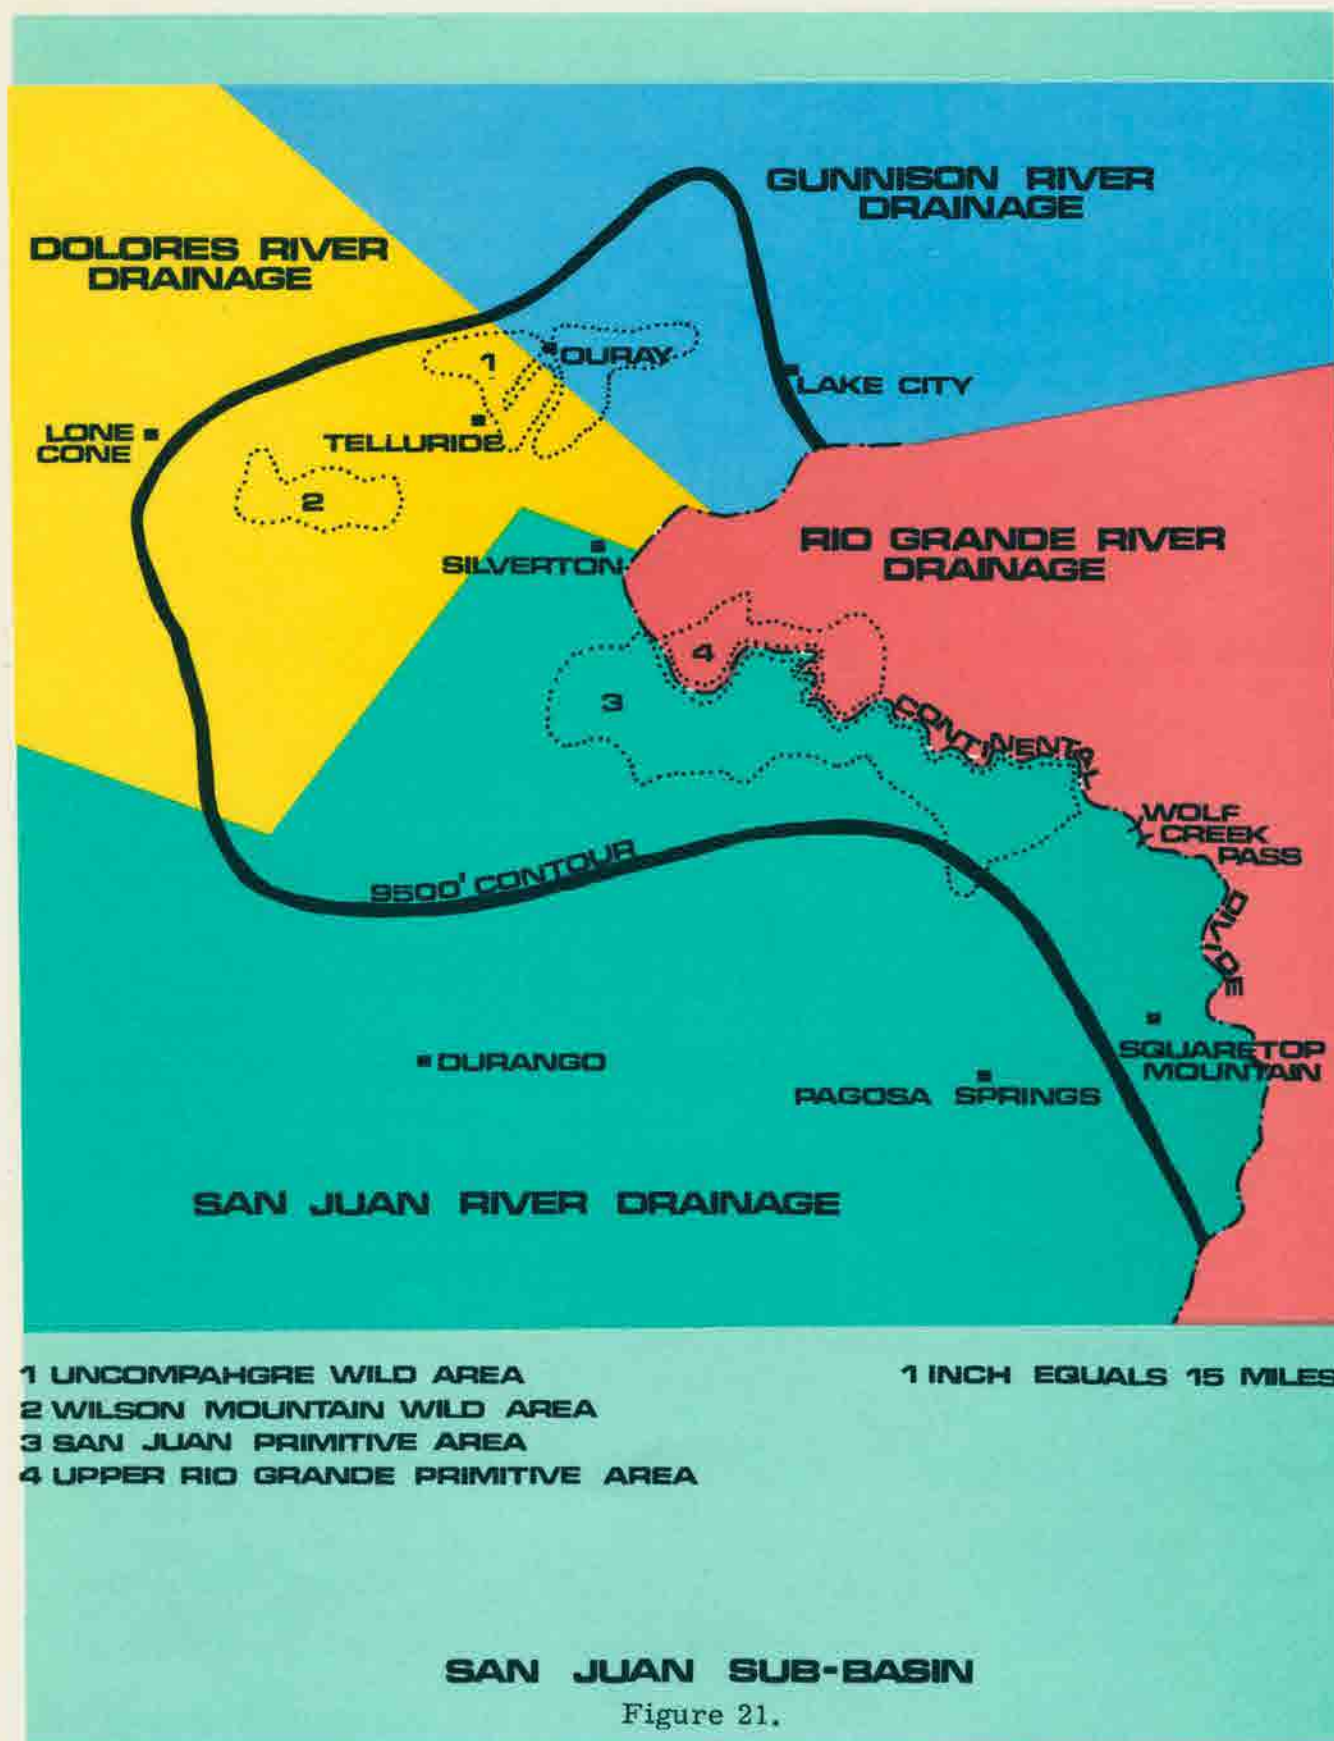 GUNNISON RIVER
DRAINAGE
DOLORES RIVER
DRAINAGE
1
OURAY
LAKE CITY
LONE
CONE
TELLURIDE
2
SILVERTON
RIO GRANDE RIVER
DRAINAGE
4
3
CONTINENTAL
WOLF
CREEK
PASS
9500' CONTOUR
DIVIDE
SQUARETOP
MOUNTAIN
DURANGO
PAGOSA SPRINGS
SAN JUAN RIVER DRAINAGE
1 UNCOMPAHGRE WILD AREA
2 WILSON MOUNTAIN WILD AREA
3 SAN JUAN PRIMITIVE AREA
4 UPPER RIO GRANDE PRIMITIVE AREA
1 INCH EQUALS 15 MILES
SAN JUAN SUB-BASIN
Figure 21.